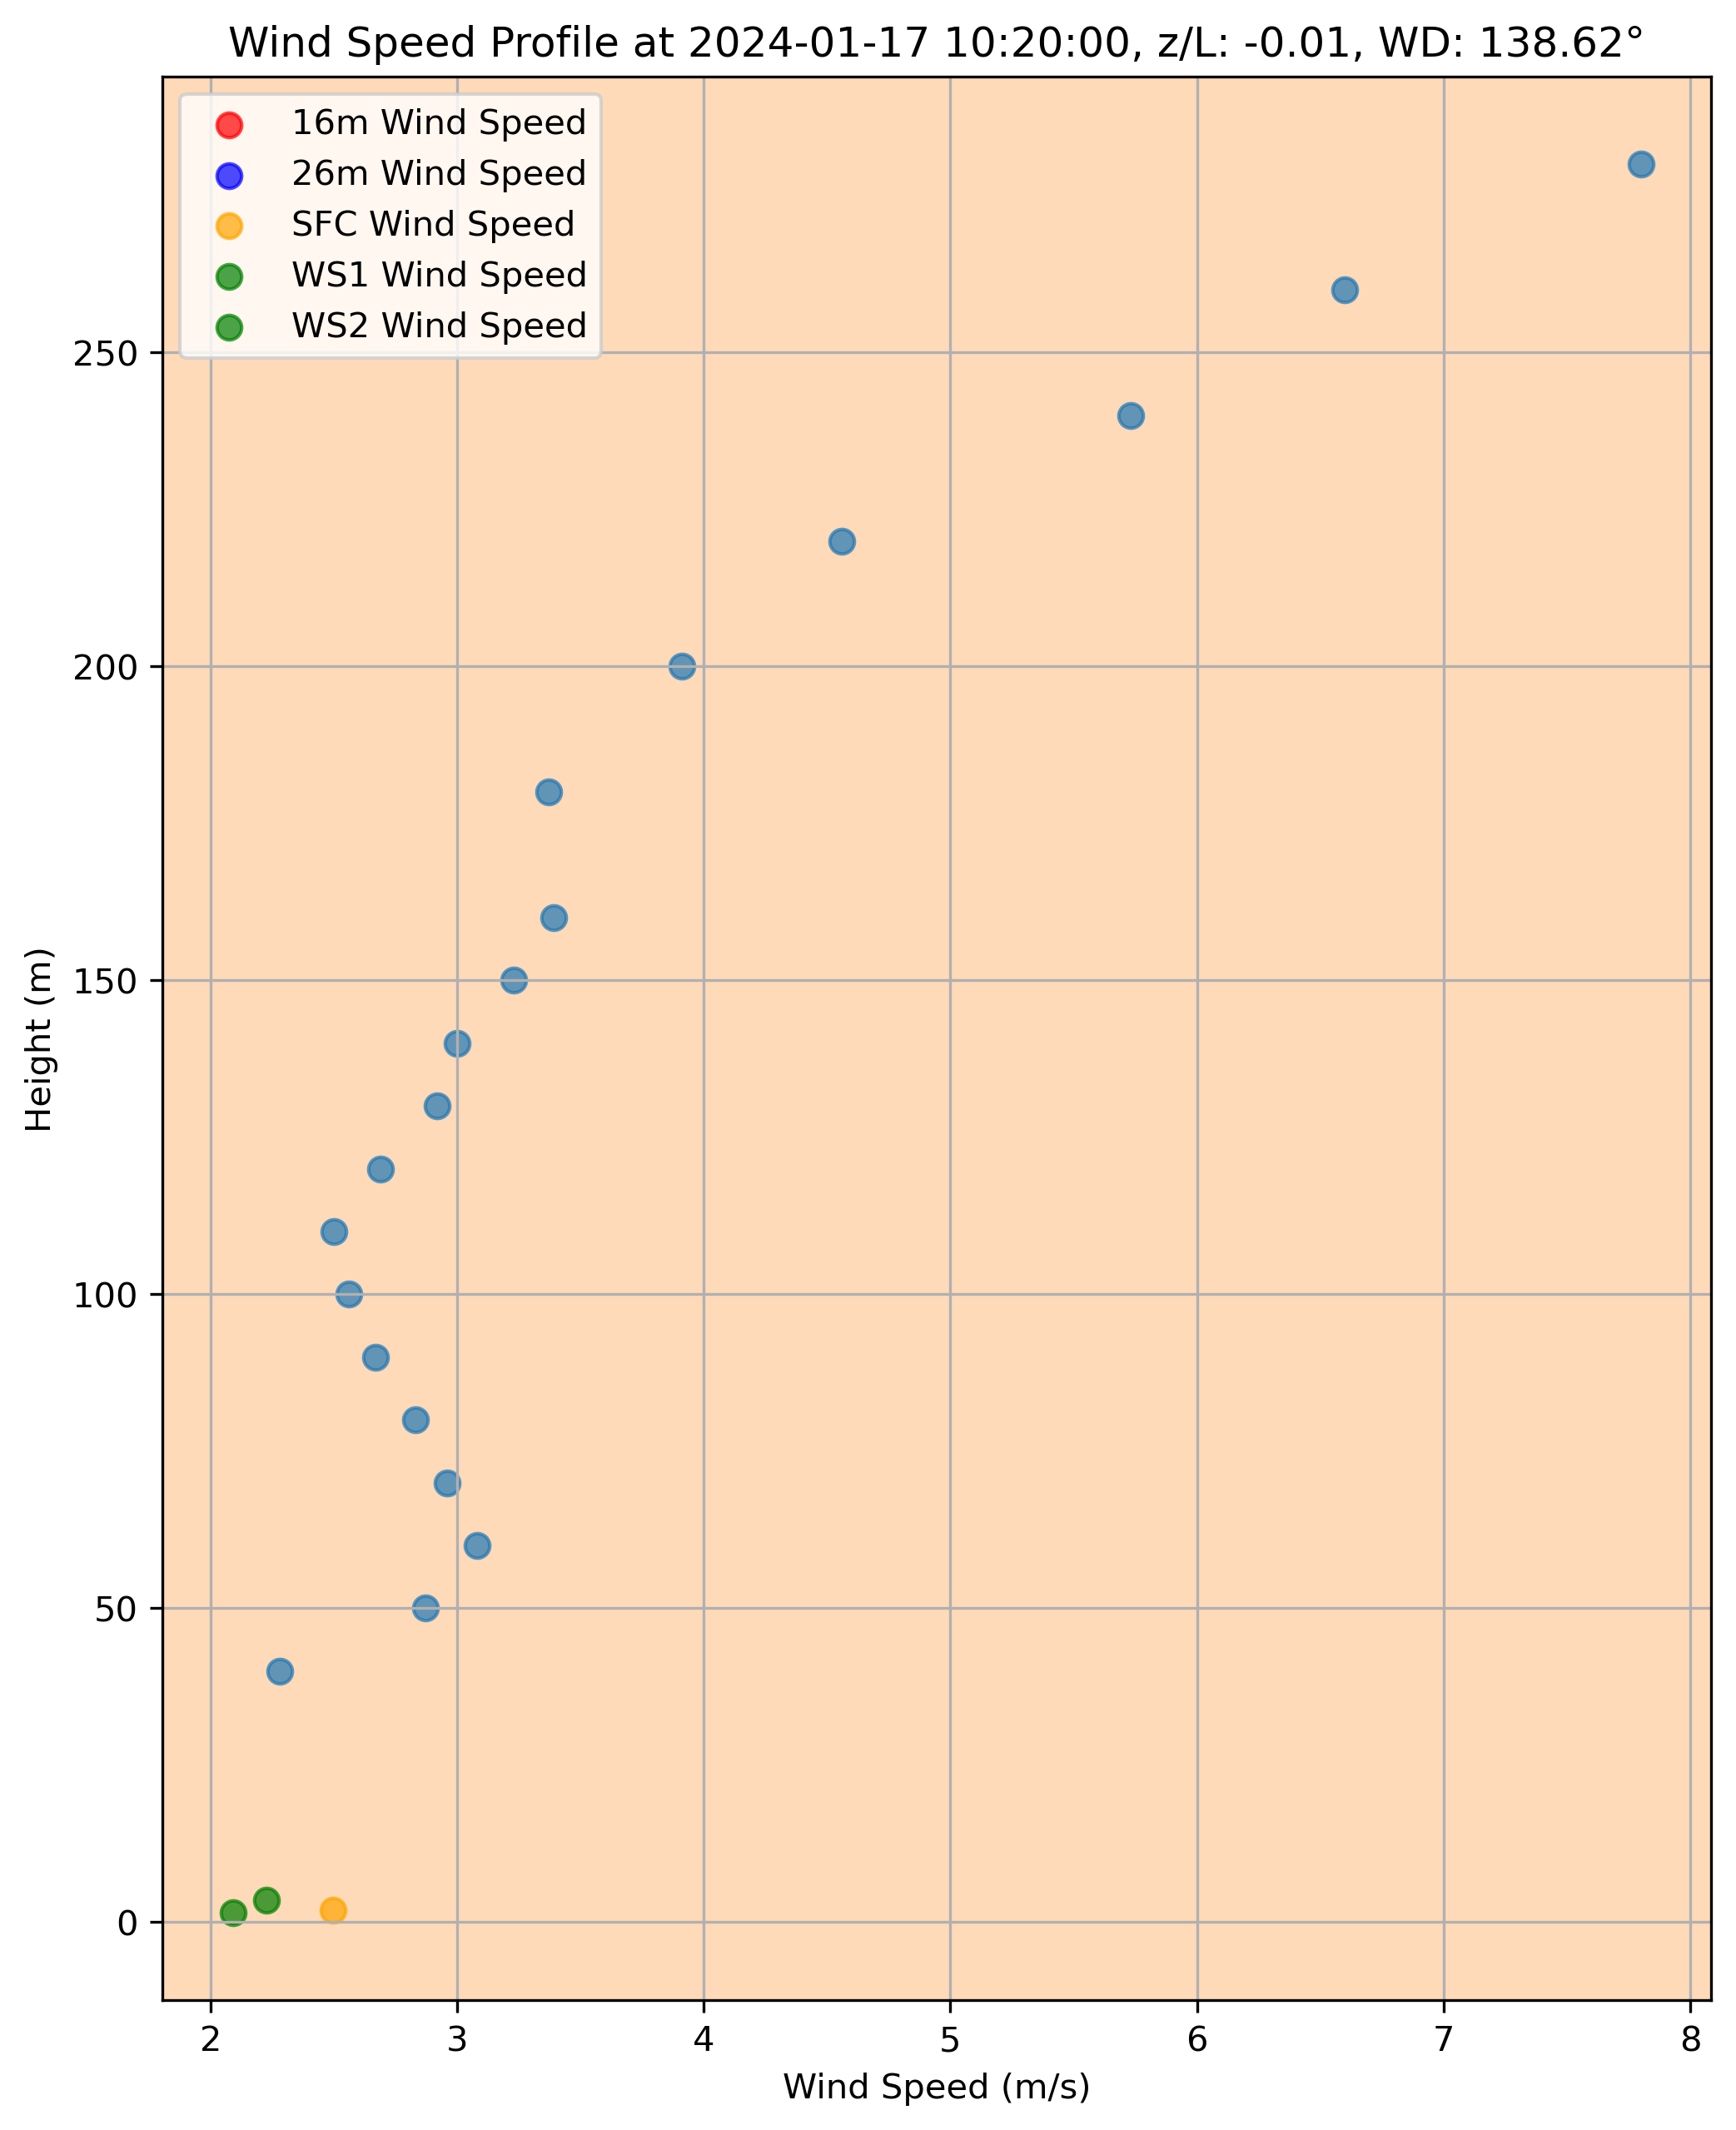 Wind Speed Profile at 2024-01-17 10:20:00, z/L: -0.01, WD: 138.62°
16m Wind Speed
26m Wind Speed
SFC Wind Speed
WS1 Wind Speed
WS2 Wind Speed
250
200
150
100
50
0
Height (m)
2 3 4 5 6 7 8
Wind Speed (m/s)